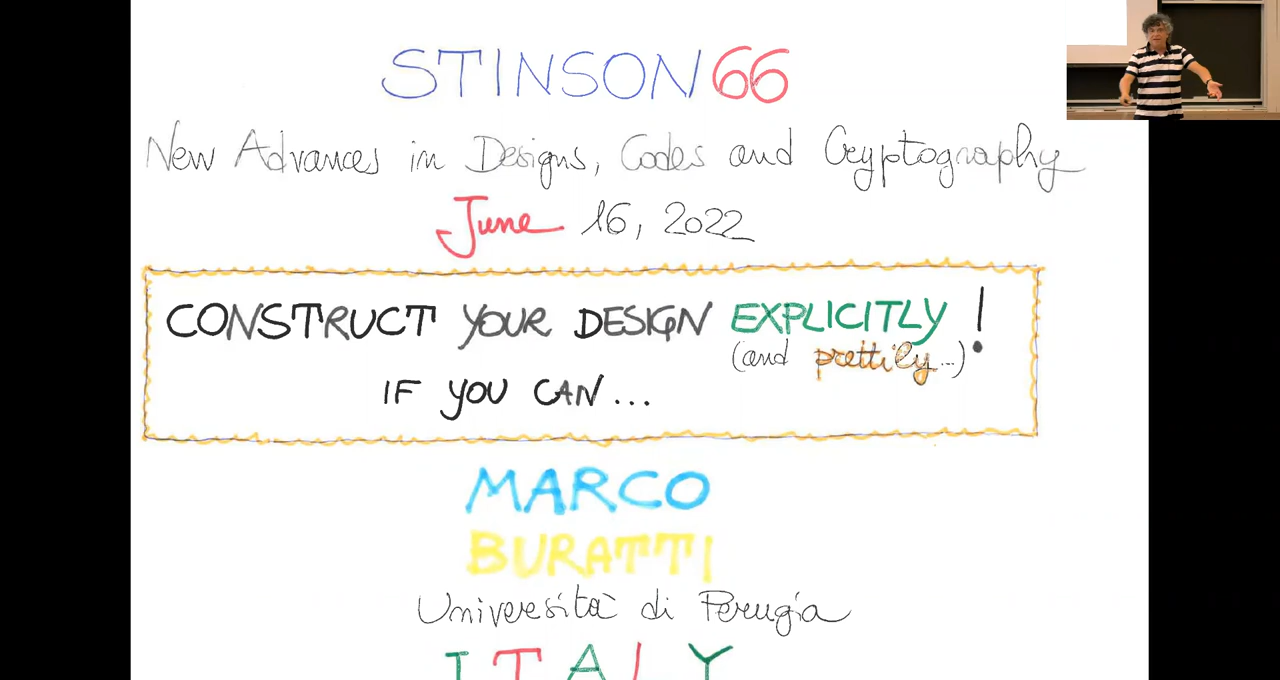 STINSON66
New Advances in Designs, Codes and Cryptography
June 16, 2022
CONSTRUCT YOUR DESIGN EXPLICITLY!
(and prettily...)
IF YOU CAN...
MARCO
BURATTI
Università di Perugia
ITALY